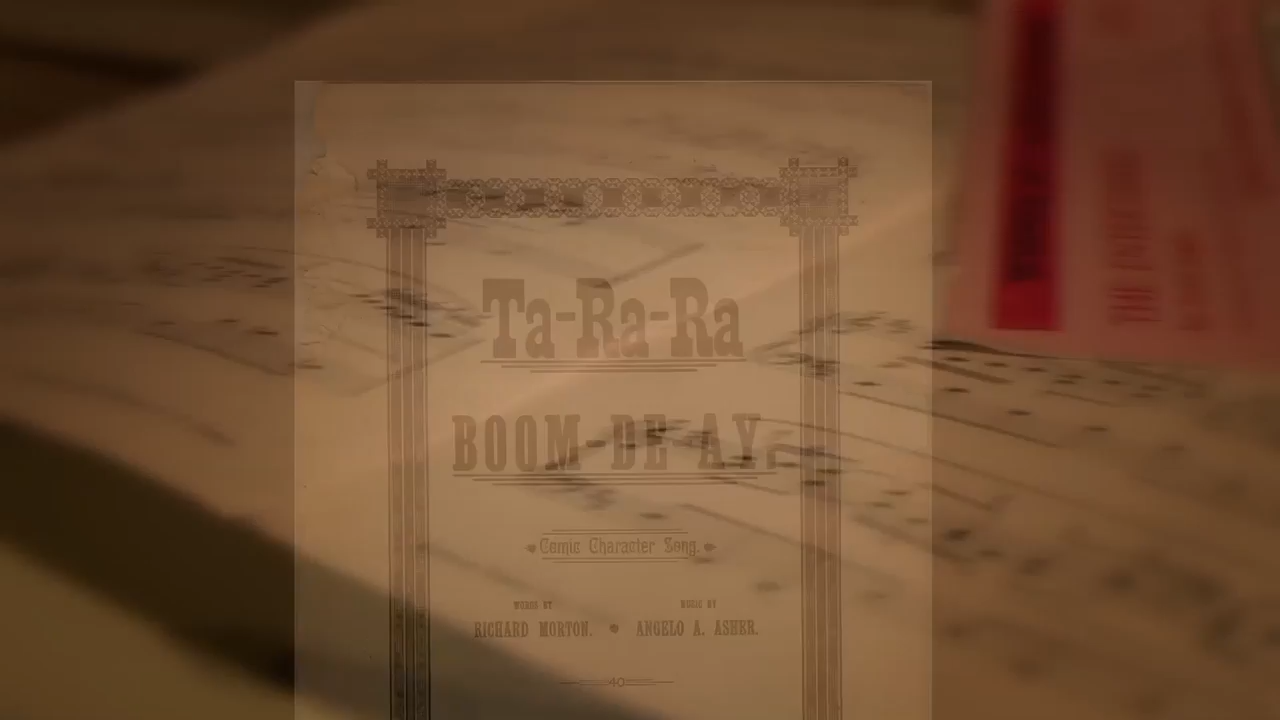 Ta-Ra-Ra
BOOM-DE-AY.
Comic Character Song.
WORDS BY MUSIC BY
RICHARD MORTON. ANGELO A. ASHER.
40